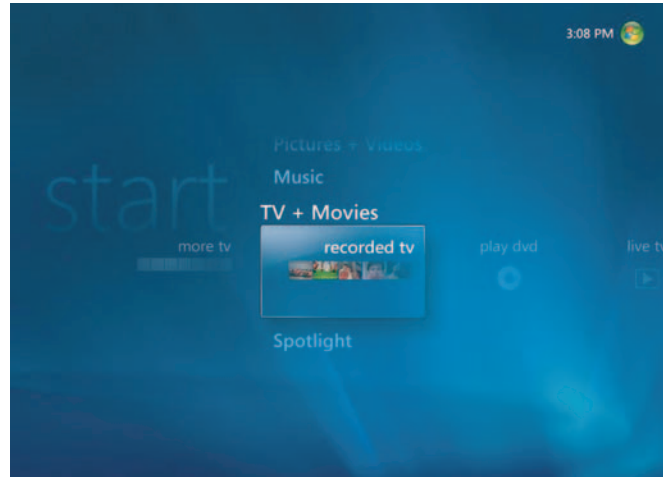 3:08 PM
Pictures + Videos
start
Music
TV + Movies
more tv
recorded tv
play dvd
live tv
Spotlight